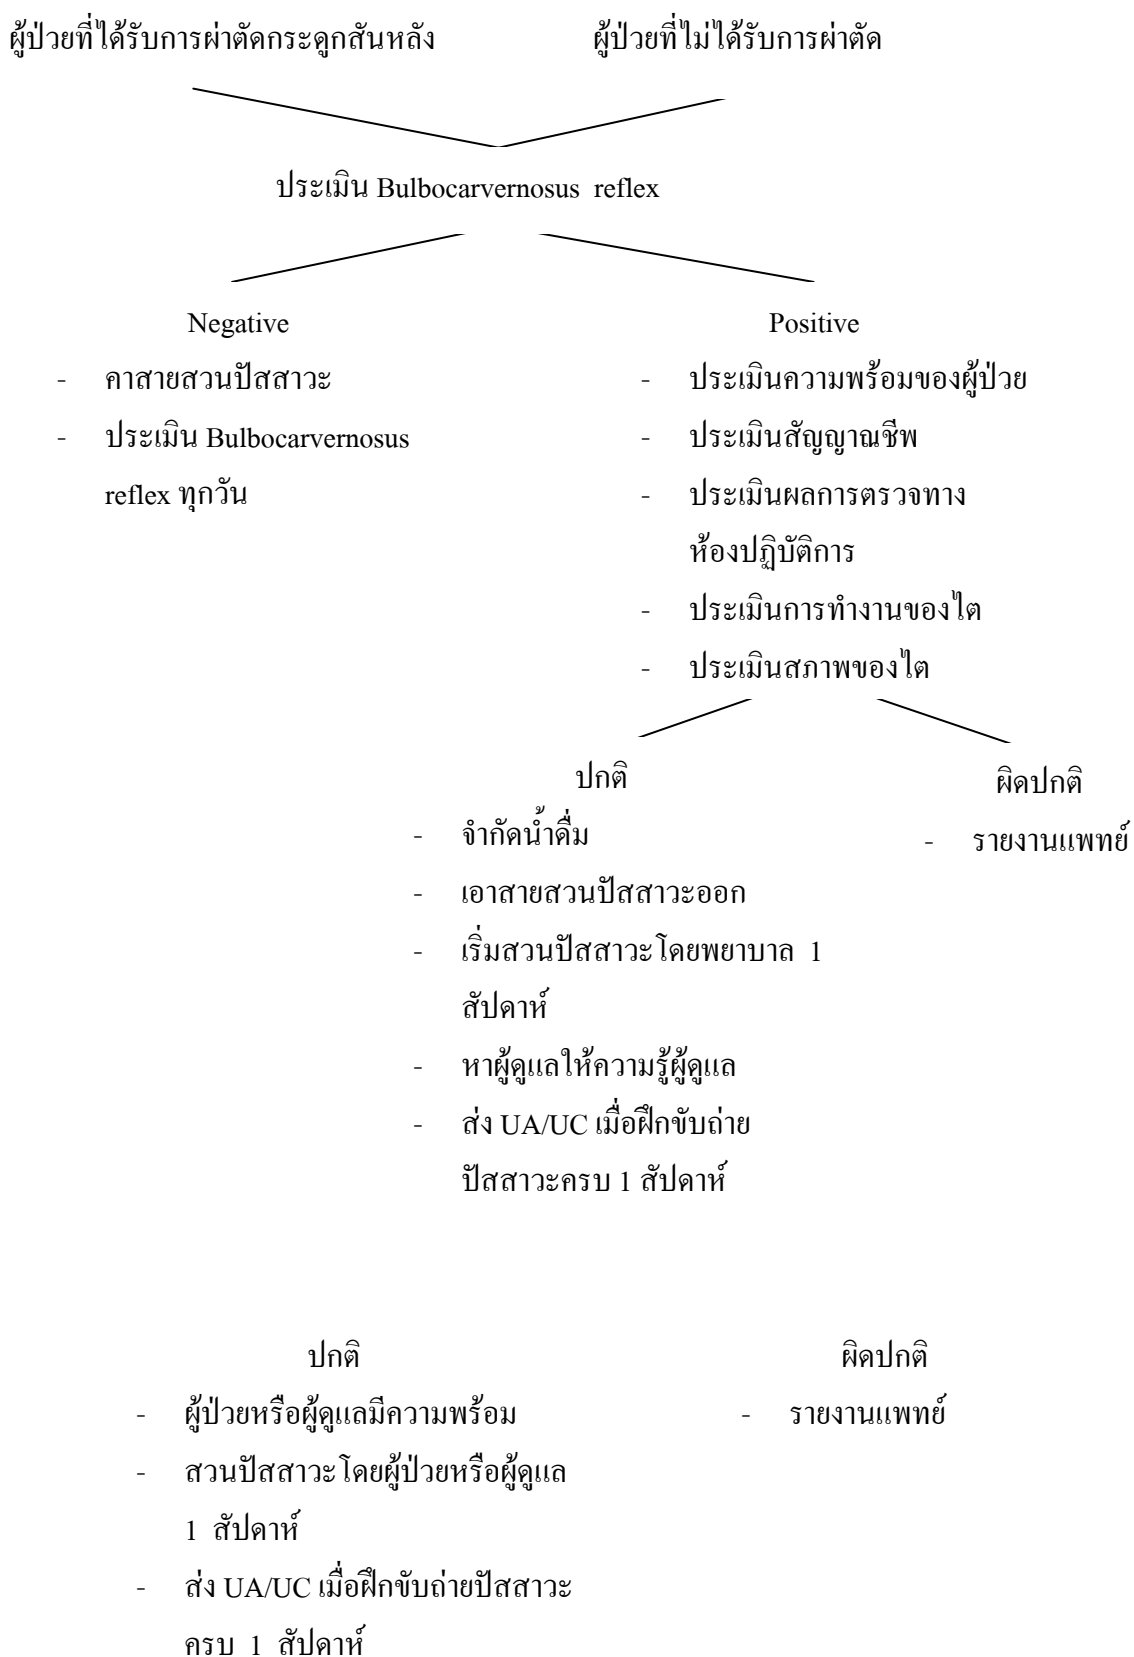 ผู้ป่วยที่ได้รับการผ่าตัดกระดูกสันหลัง
ผู้ป่วยที่ไม่ได้รับการผ่าตัด
ประเมิน Bulbocarvernosus reflex
Negative
- คาสายสวนปัสสาวะ
- ประเมิน Bulbocarvernosus
reflex ทุกวัน
Positive
- ประเมินความพร้อมของผู้ป่วย
- ประเมินสัญญาณชีพ
- ประเมินผลการตรวจทาง
ห้องปฏิบัติการ
- ประเมินการทำงานของไต
- ประเมินสภาพของไต
ปกติ
- จำกัดน้ำดื่ม
- เอาสายสวนปัสสาวะออก
- เริ่มสวนปัสสาวะโดยพยาบาล 1
สัปดาห์
- หาผู้ดูแลให้ความรู้ผู้ดูแล
- ส่ง UA/UC เมื่อฝึกขับถ่าย
ปัสสาวะครบ 1 สัปดาห์
ผิดปกติ
- รายงานแพทย์
ปกติ
- ผู้ป่วยหรือผู้ดูแลมีความพร้อม
- สวนปัสสาวะโดยผู้ป่วยหรือผู้ดูแล
1 สัปดาห์
- ส่ง UA/UC เมื่อฝึกขับถ่ายปัสสาวะ
ครบ 1 สัปดาห์
ผิดปกติ
- รายงานแพทย์